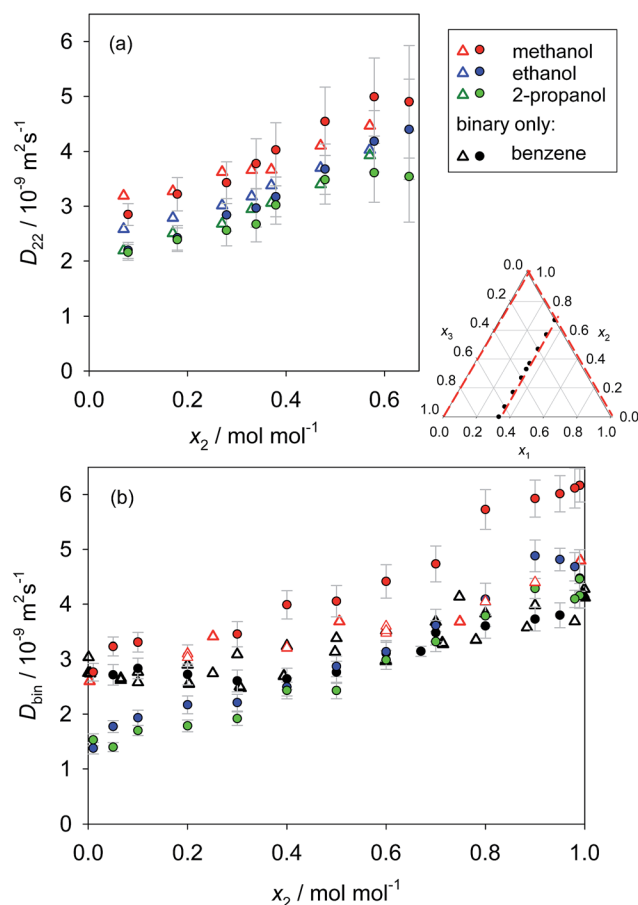 (a)
6
5
4
3
2
1
0
D22 / 10⁻⁹ m²s⁻¹
0.0 0.2 0.4 0.6
x₂ / mol mol⁻¹
methanol
ethanol
2-propanol
binary only:
benzene
0.0 1.0
0.2 0.8
0.4 0.6
x₃ x₂
0.6 0.4
0.8 0.2
1.0 0.0
0.0 0.2 0.4 0.6 0.8 1.0
x₁
(b)
6
5
4
3
2
1
0
Dbin / 10⁻⁹ m²s⁻¹
0.0 0.2 0.4 0.6 0.8 1.0
x₂ / mol mol⁻¹